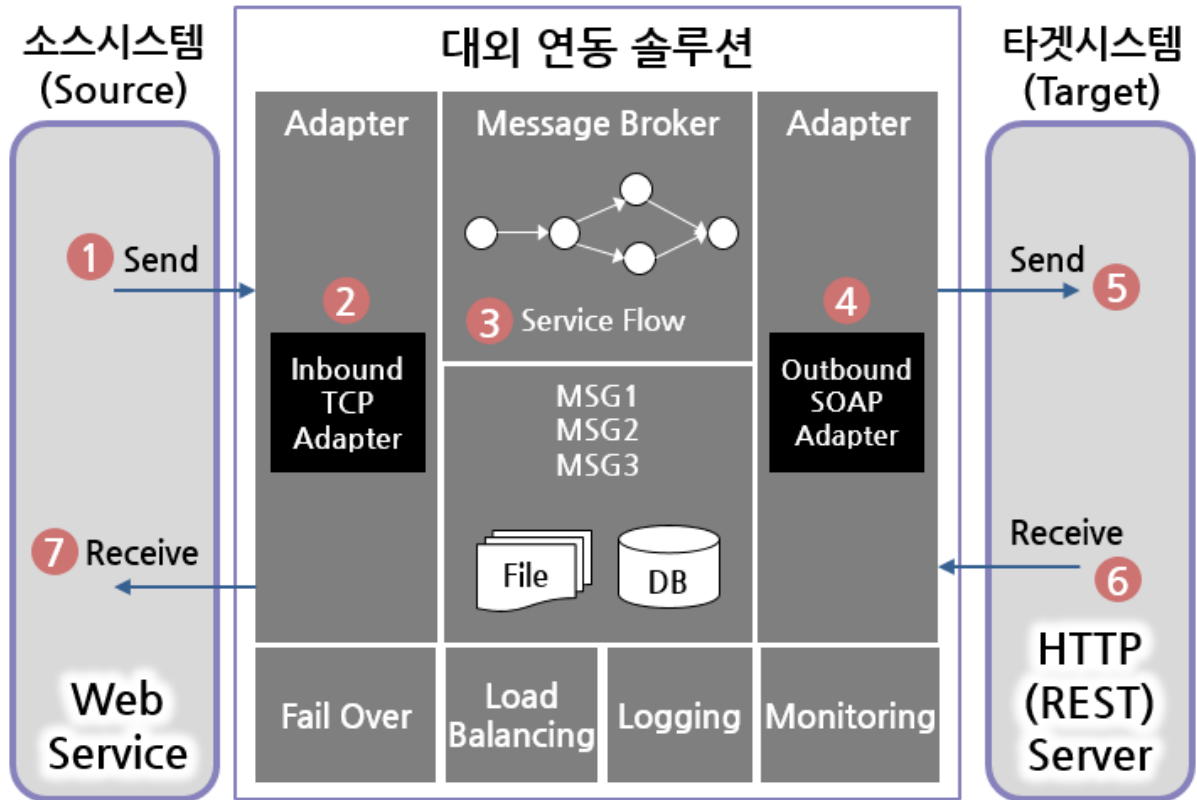 소스시스템
(Source)
대외 연동 솔루션
타겟시스템
(Target)
Adapter
Message Broker
Adapter
1 Send
2
Inbound
TCP
Adapter
3 Service Flow
4
Outbound
SOAP
Adapter
Send
5
MSG1
MSG2
MSG3
File
DB
7 Receive
Receive
6
Web
Service
Fail Over
Load
Balancing
Logging
Monitoring
HTTP
(REST)
Server